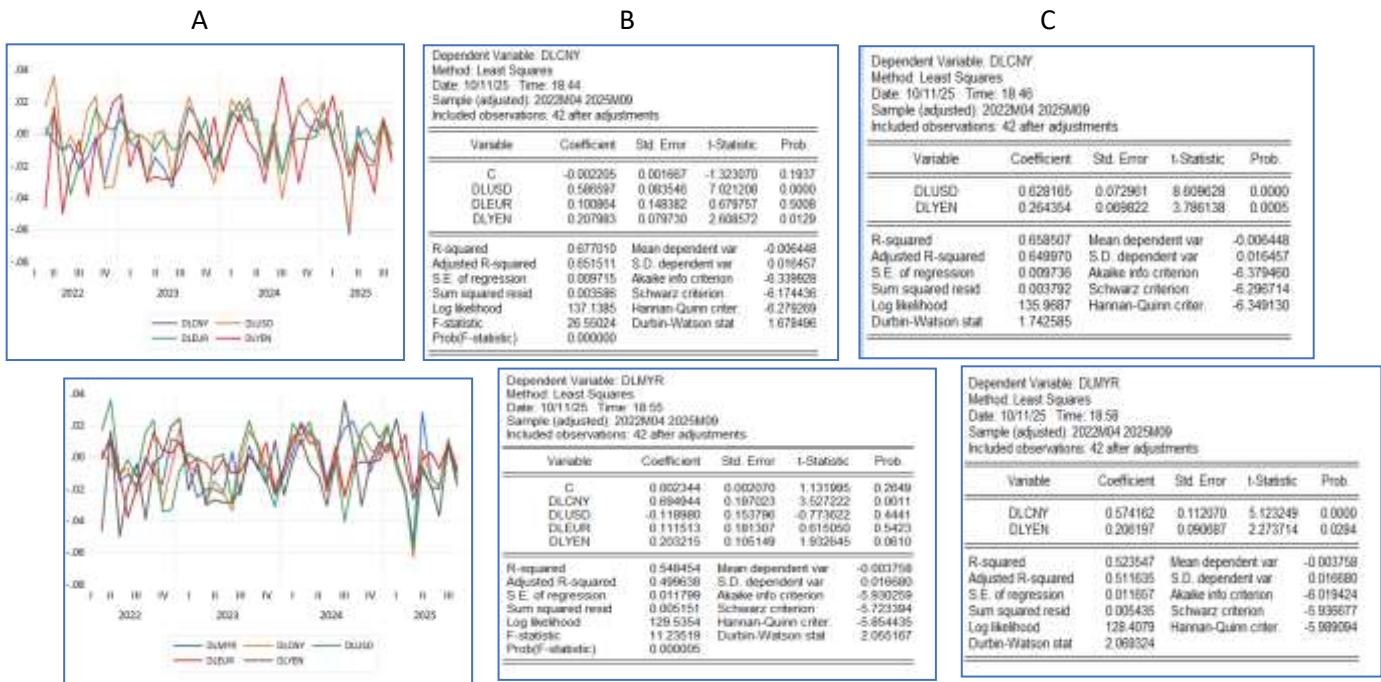 A
B
C
.04
.02
.00
-.02
-.04
-.06
-.08
I II III IV I II III IV I II III IV I II III
2022 2023 2024 2025
DLCNY DLUSD
DLEUR DLYEN
Dependent Variable: DLCNY
Method: Least Squares
Date: 10/11/25 Time: 18:44
Sample (adjusted): 2022M04 2025M09
Included observations: 42 after adjustments
Variable Coefficient Std. Error t-Statistic Prob.
C -0.002205 0.001667 -1.323070 0.1937
DLUSD 0.586597 0.083546 7.021208 0.0000
DLEUR 0.100864 0.148382 0.679757 0.5008
DLYEN 0.207983 0.079730 2.608572 0.0129
R-squared 0.677010 Mean dependent var -0.006448
Adjusted R-squared 0.651511 S.D. dependent var 0.016457
S.E. of regression 0.009715 Akaike info criterion -6.339928
Sum squared resid 0.003586 Schwarz criterion -6.174436
Log likelihood 137.1385 Hannan-Quinn criter. -6.279269
F-statistic 26.55024 Durbin-Watson stat 1.678496
Prob(F-statistic) 0.000000
Dependent Variable: DLCNY
Method: Least Squares
Date: 10/11/25 Time: 18:46
Sample (adjusted): 2022M04 2025M09
Included observations: 42 after adjustments
Variable Coefficient Std. Error t-Statistic Prob.
DLUSD 0.628165 0.072961 8.609628 0.0000
DLYEN 0.264354 0.069822 3.786138 0.0005
R-squared 0.658507 Mean dependent var -0.006448
Adjusted R-squared 0.649970 S.D. dependent var 0.016457
S.E. of regression 0.009736 Akaike info criterion -6.379460
Sum squared resid 0.003792 Schwarz criterion -6.296714
Log likelihood 135.9687 Hannan-Quinn criter. -6.349130
Durbin-Watson stat 1.742585
.04
.02
.00
-.02
-.04
-.06
-.08
I II III IV I II III IV I II III IV I II III
2022 2023 2024 2025
DLMYR DLCNY DLUSD
DLEUR DLYEN
Dependent Variable: DLMYR
Method: Least Squares
Date: 10/11/25 Time: 18:55
Sample (adjusted): 2022M04 2025M09
Included observations: 42 after adjustments
Variable Coefficient Std. Error t-Statistic Prob.
C 0.002344 0.002070 1.131995 0.2649
DLCNY 0.694944 0.197023 3.527222 0.0011
DLUSD -0.118980 0.153796 -0.773622 0.4441
DLEUR 0.111513 0.181307 0.615050 0.5423
DLYEN 0.203215 0.105149 1.932645 0.0610
R-squared 0.548454 Mean dependent var -0.003758
Adjusted R-squared 0.499638 S.D. dependent var 0.016680
S.E. of regression 0.011799 Akaike info criterion -5.930259
Sum squared resid 0.005151 Schwarz criterion -5.723394
Log likelihood 129.5354 Hannan-Quinn criter. -5.854435
F-statistic 11.23519 Durbin-Watson stat 2.055167
Prob(F-statistic) 0.000005
Dependent Variable: DLMYR
Method: Least Squares
Date: 10/11/25 Time: 18:58
Sample (adjusted): 2022M04 2025M09
Included observations: 42 after adjustments
Variable Coefficient Std. Error t-Statistic Prob.
DLCNY 0.574162 0.112070 5.123249 0.0000
DLYEN 0.206197 0.090687 2.273714 0.0284
R-squared 0.523547 Mean dependent var -0.003758
Adjusted R-squared 0.511635 S.D. dependent var 0.016680
S.E. of regression 0.011657 Akaike info criterion -6.019424
Sum squared resid 0.005435 Schwarz criterion -5.936677
Log likelihood 128.4079 Hannan-Quinn criter. -5.989094
Durbin-Watson stat 2.069324